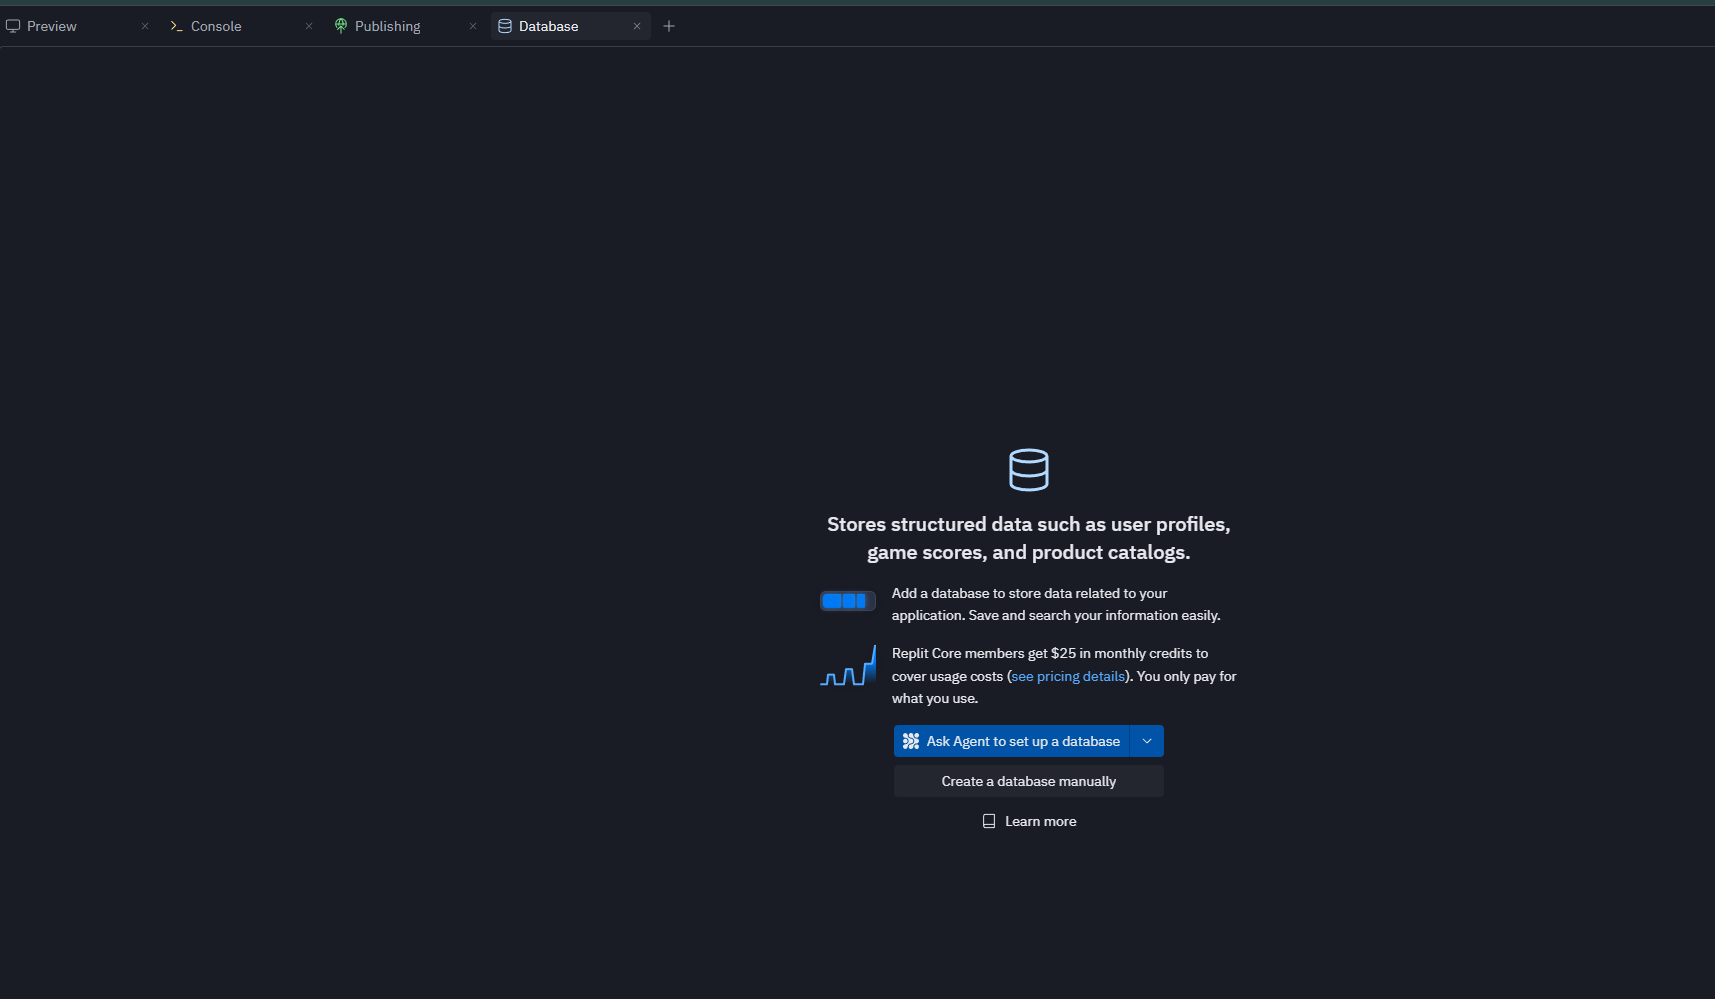 Preview
Console
Publishing
Database
Stores structured data such as user profiles,
game scores, and product catalogs.
Add a database to store data related to your
application. Save and search your information easily.
Replit Core members get $25 in monthly credits to
cover usage costs (see pricing details). You only pay for
what you use.
Ask Agent to set up a database
Create a database manually
Learn more